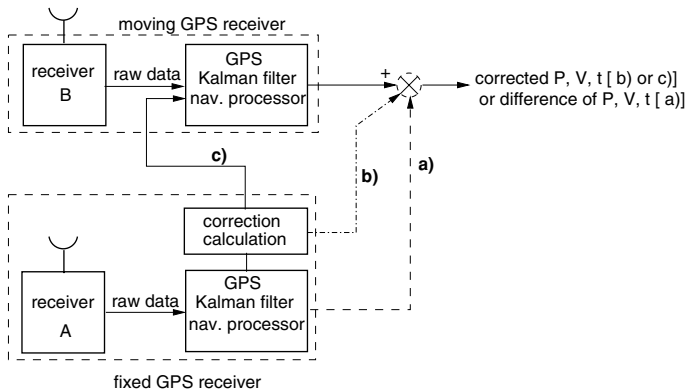 moving GPS receiver
receiver
B
raw data
GPS
Kalman filter
nav. processor
+
-
corrected P, V, t [ b) or c)]
or difference of P, V, t [ a)]
c)
b)
a)
correction
calculation
receiver
A
raw data
GPS
Kalman filter
nav. processor
fixed GPS receiver